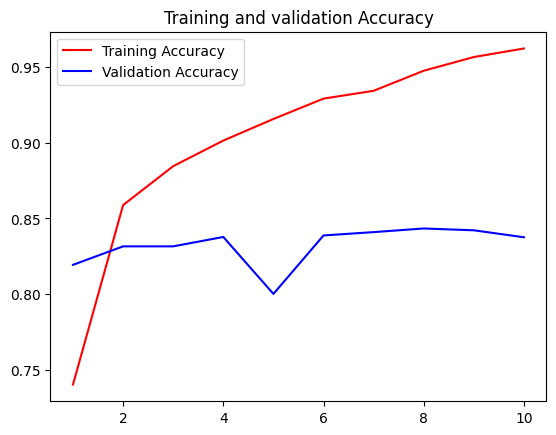 Training and validation Accuracy
Training Accuracy
Validation Accuracy
0.95
0.90
0.85
0.80
0.75
2 4 6 8 10